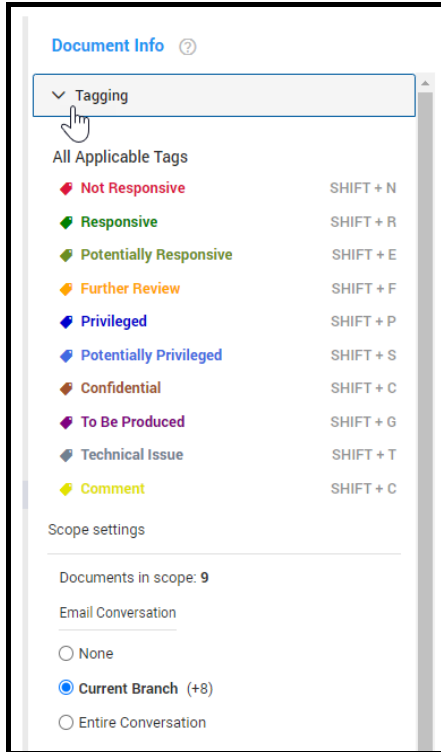 Document Info ?
Tagging
All Applicable Tags
Not Responsive SHIFT + N
Responsive SHIFT + R
Potentially Responsive SHIFT + E
Further Review SHIFT + F
Privileged SHIFT + P
Potentially Privileged SHIFT + S
Confidential SHIFT + C
To Be Produced SHIFT + G
Technical Issue SHIFT + T
Comment SHIFT + C
Scope settings
Documents in scope: 9
Email Conversation
None
Current Branch (+8)
Entire Conversation